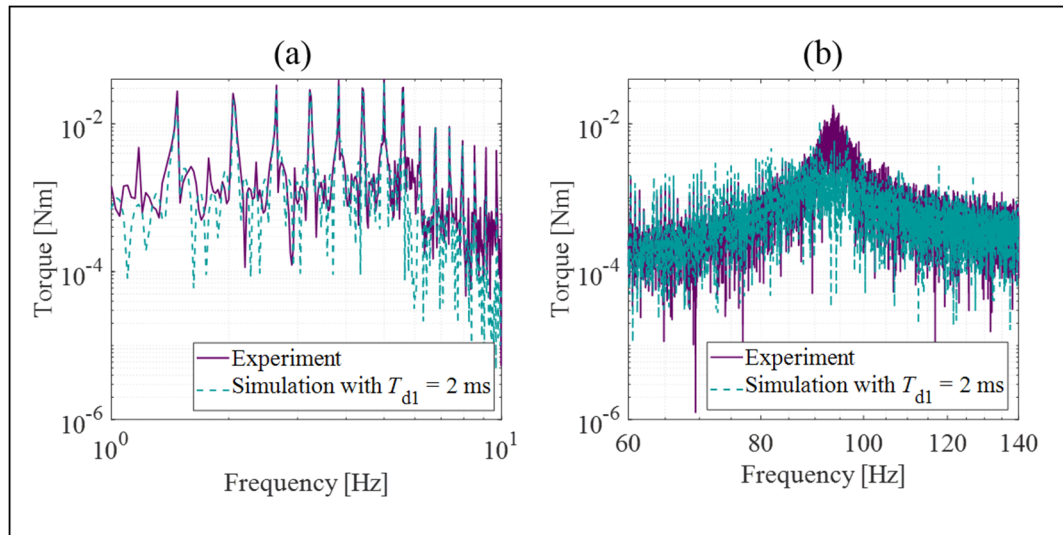 (a)
10^-2
10^-4
10^-6
Torque [Nm]
Experiment
Simulation with T_d1 = 2 ms
10^0
10^1
Frequency [Hz]
(b)
10^-2
10^-4
10^-6
Torque [Nm]
Experiment
Simulation with T_d1 = 2 ms
60 80 100 120 140
Frequency [Hz]